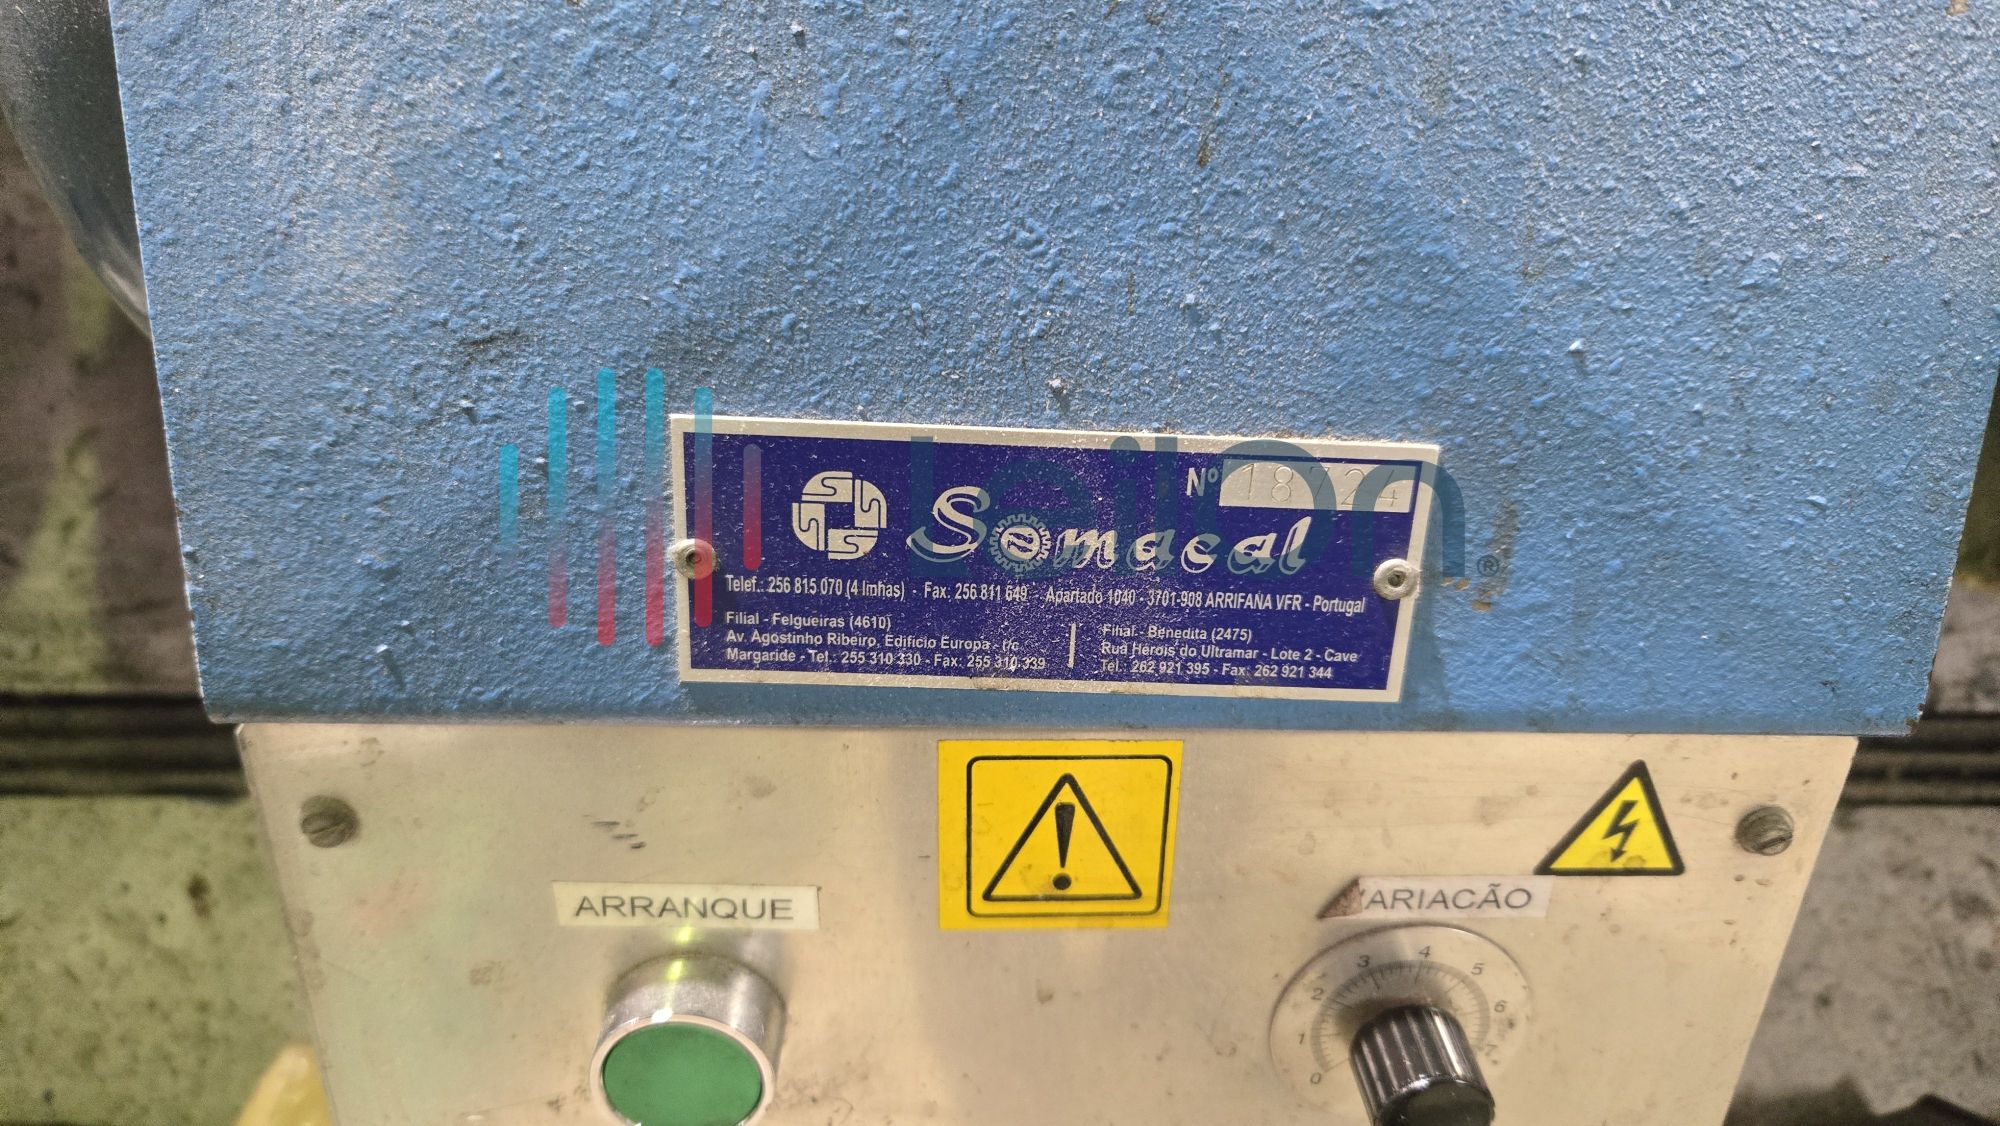 Nº 18724
Somacal
Telef.: 256 815 070 (4 linhas) - Fax: 256 811 649 - Apartado 1040 - 3701-908 ARRIFANA VFR - Portugal
Filial - Felgueiras (4610)
Av. Agostinho Ribeiro, Edificio Europa - r/c
Margaride - Tel.: 255 310 330 - Fax: 255 310 339
Filial - Benedita (2475)
Rua Heróis do Ultramar - Lote 2 - Cave
Tel.: 262 921 395 - Fax: 262 921 344
LeilOn®
ARRANQUE
VARIAÇÃO
0 1 2 3 4 5 6 7